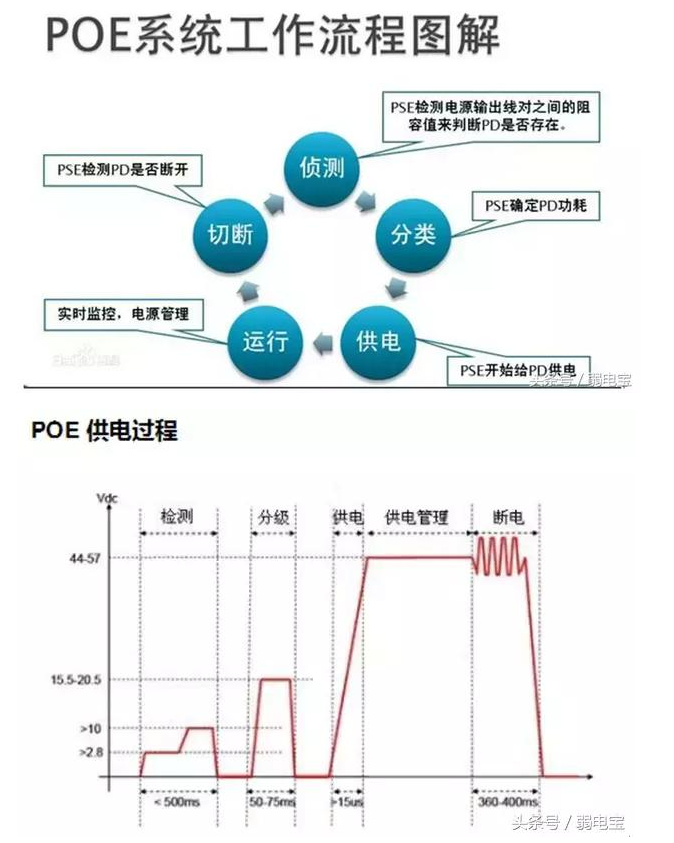 POE系统工作流程图解
PSE检测电源输出线对之间的阻
容值来判断PD是否存在。
侦测
PSE检测PD是否断开
切断
分类
PSE确定PD功耗
实时监控，电源管理
运行
供电
PSE开始给PD供电
头条号 / 弱电宝
POE 供电过程
Vdc
检测
分级
供电
供电管理
断电
44-57
15.5-20.5
>10
>2.8
< 500ms
50-75ms
>15us
360-400ms
头条号 / 弱电宝